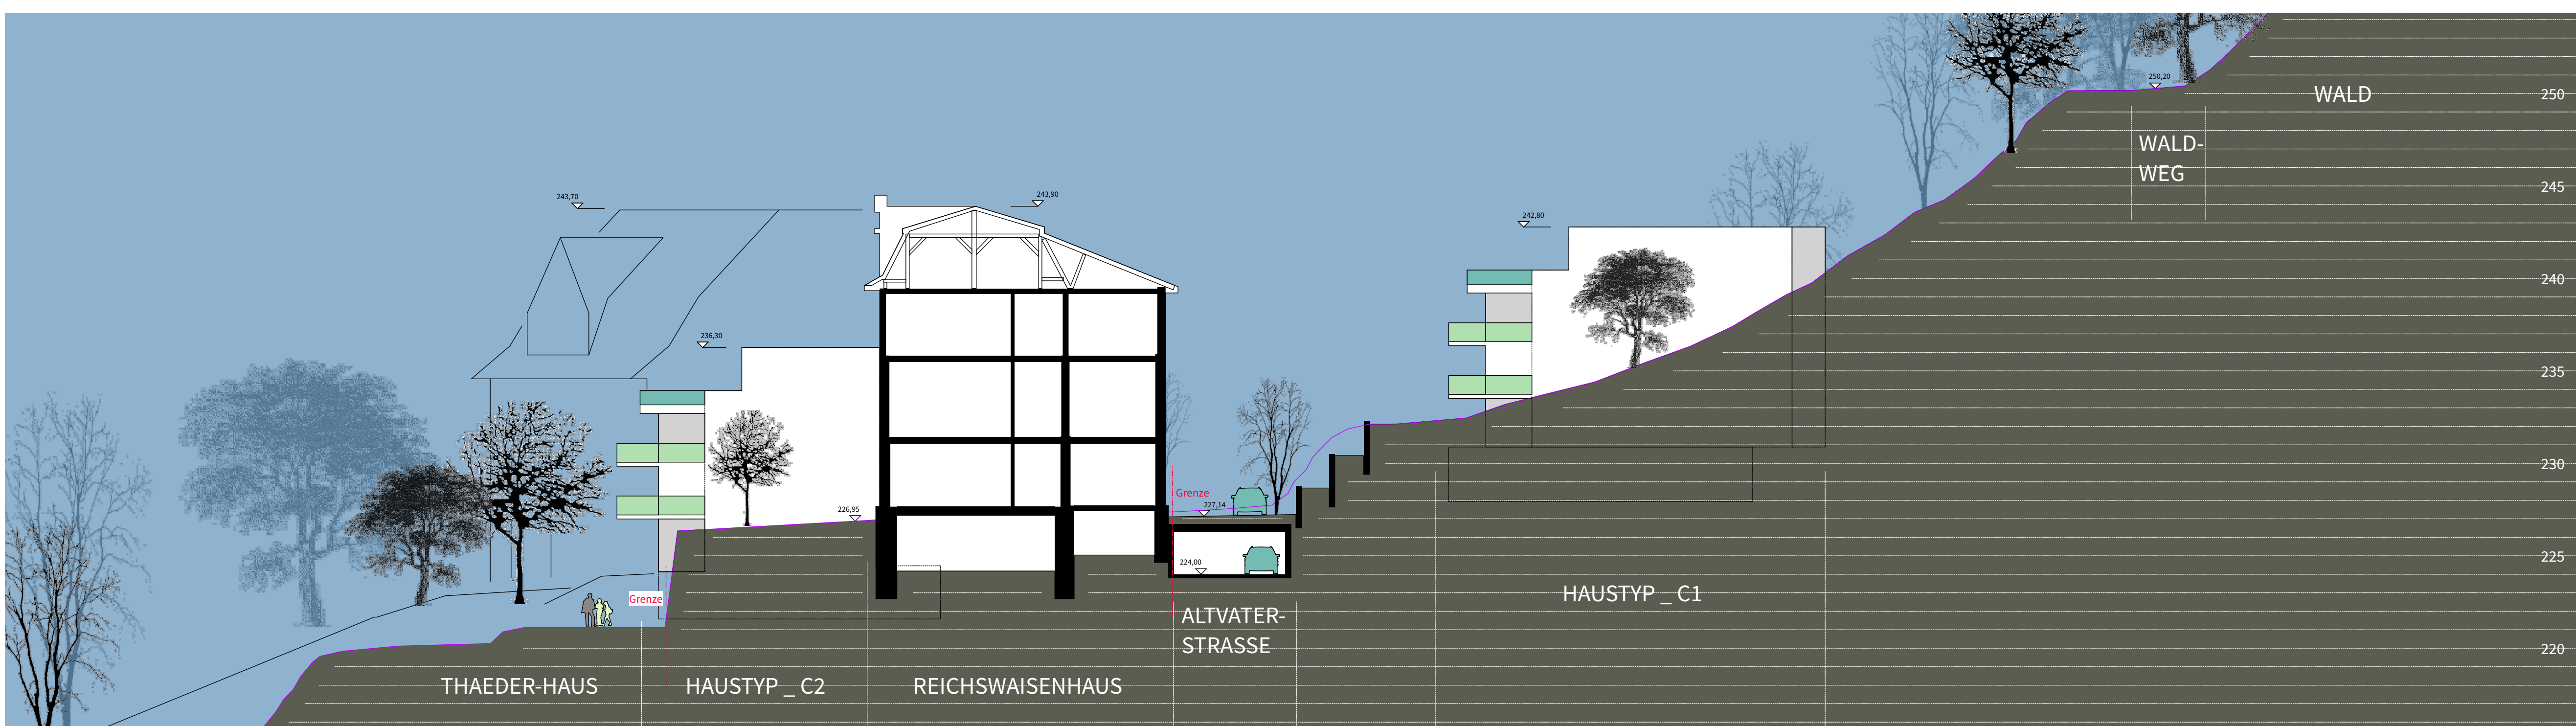 250,20
WALD
250
WALD-
WEG
245
243,70
243,90
242,80
240
236,30
235
230
Grenze
227,14
226,95
225
224,00
Grenze
HAUSTYP _ C1
ALTVATER-
STRASSE
220
THAEDER-HAUS
HAUSTYP _ C2
REICHSWAISENHAUS